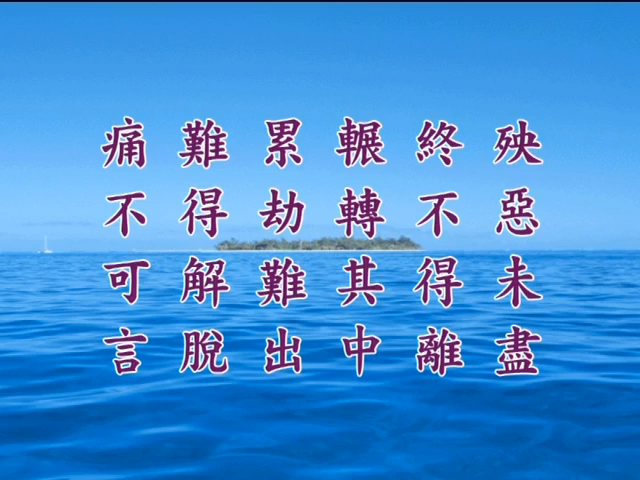 殃惡未盡
終不得離
輾轉其中
累劫難出
難得解脫
痛不可言